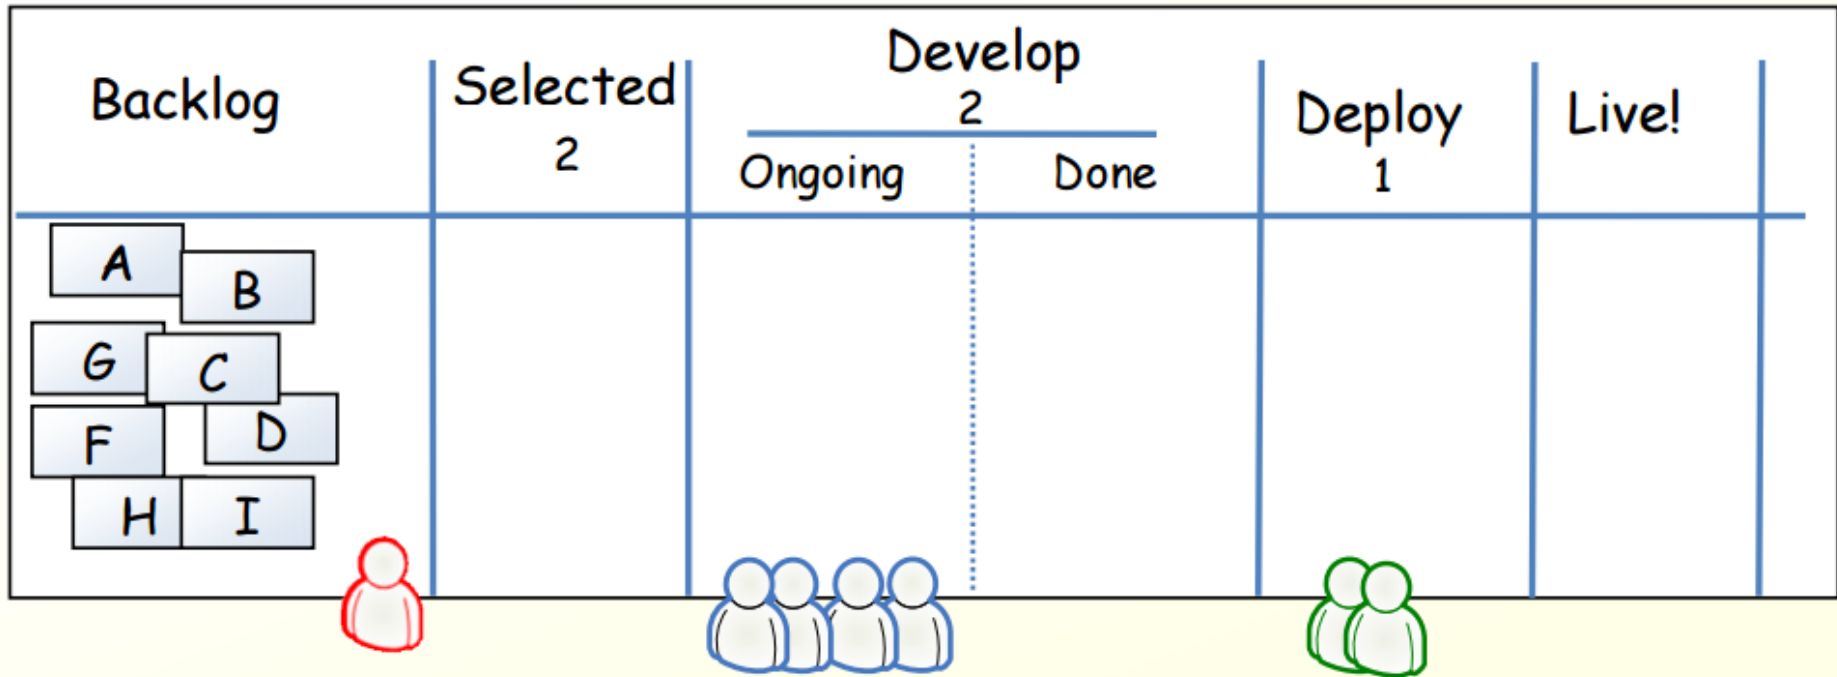 Backlog
Selected
2
Develop
2
Ongoing
Done
Deploy
1
Live!
A
B
G
C
F
D
H
I